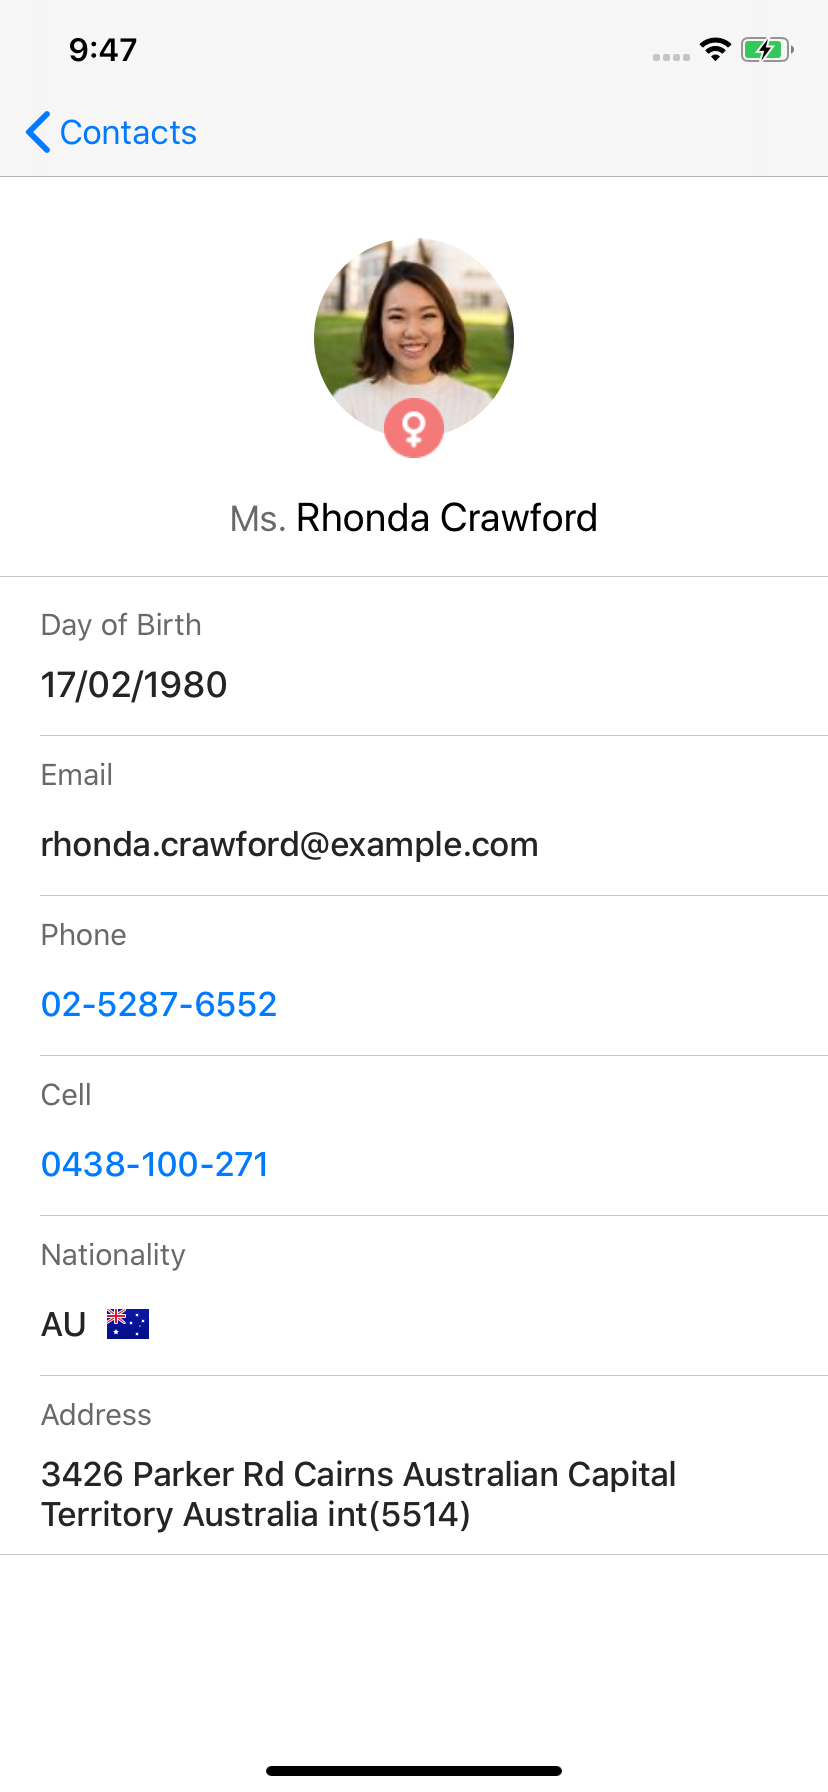 9:47
Contacts
Ms. Rhonda Crawford
Day of Birth
17/02/1980
Email
rhonda.crawford@example.com
Phone
02-5287-6552
Cell
0438-100-271
Nationality
AU
Address
3426 Parker Rd Cairns Australian Capital
Territory Australia int(5514)